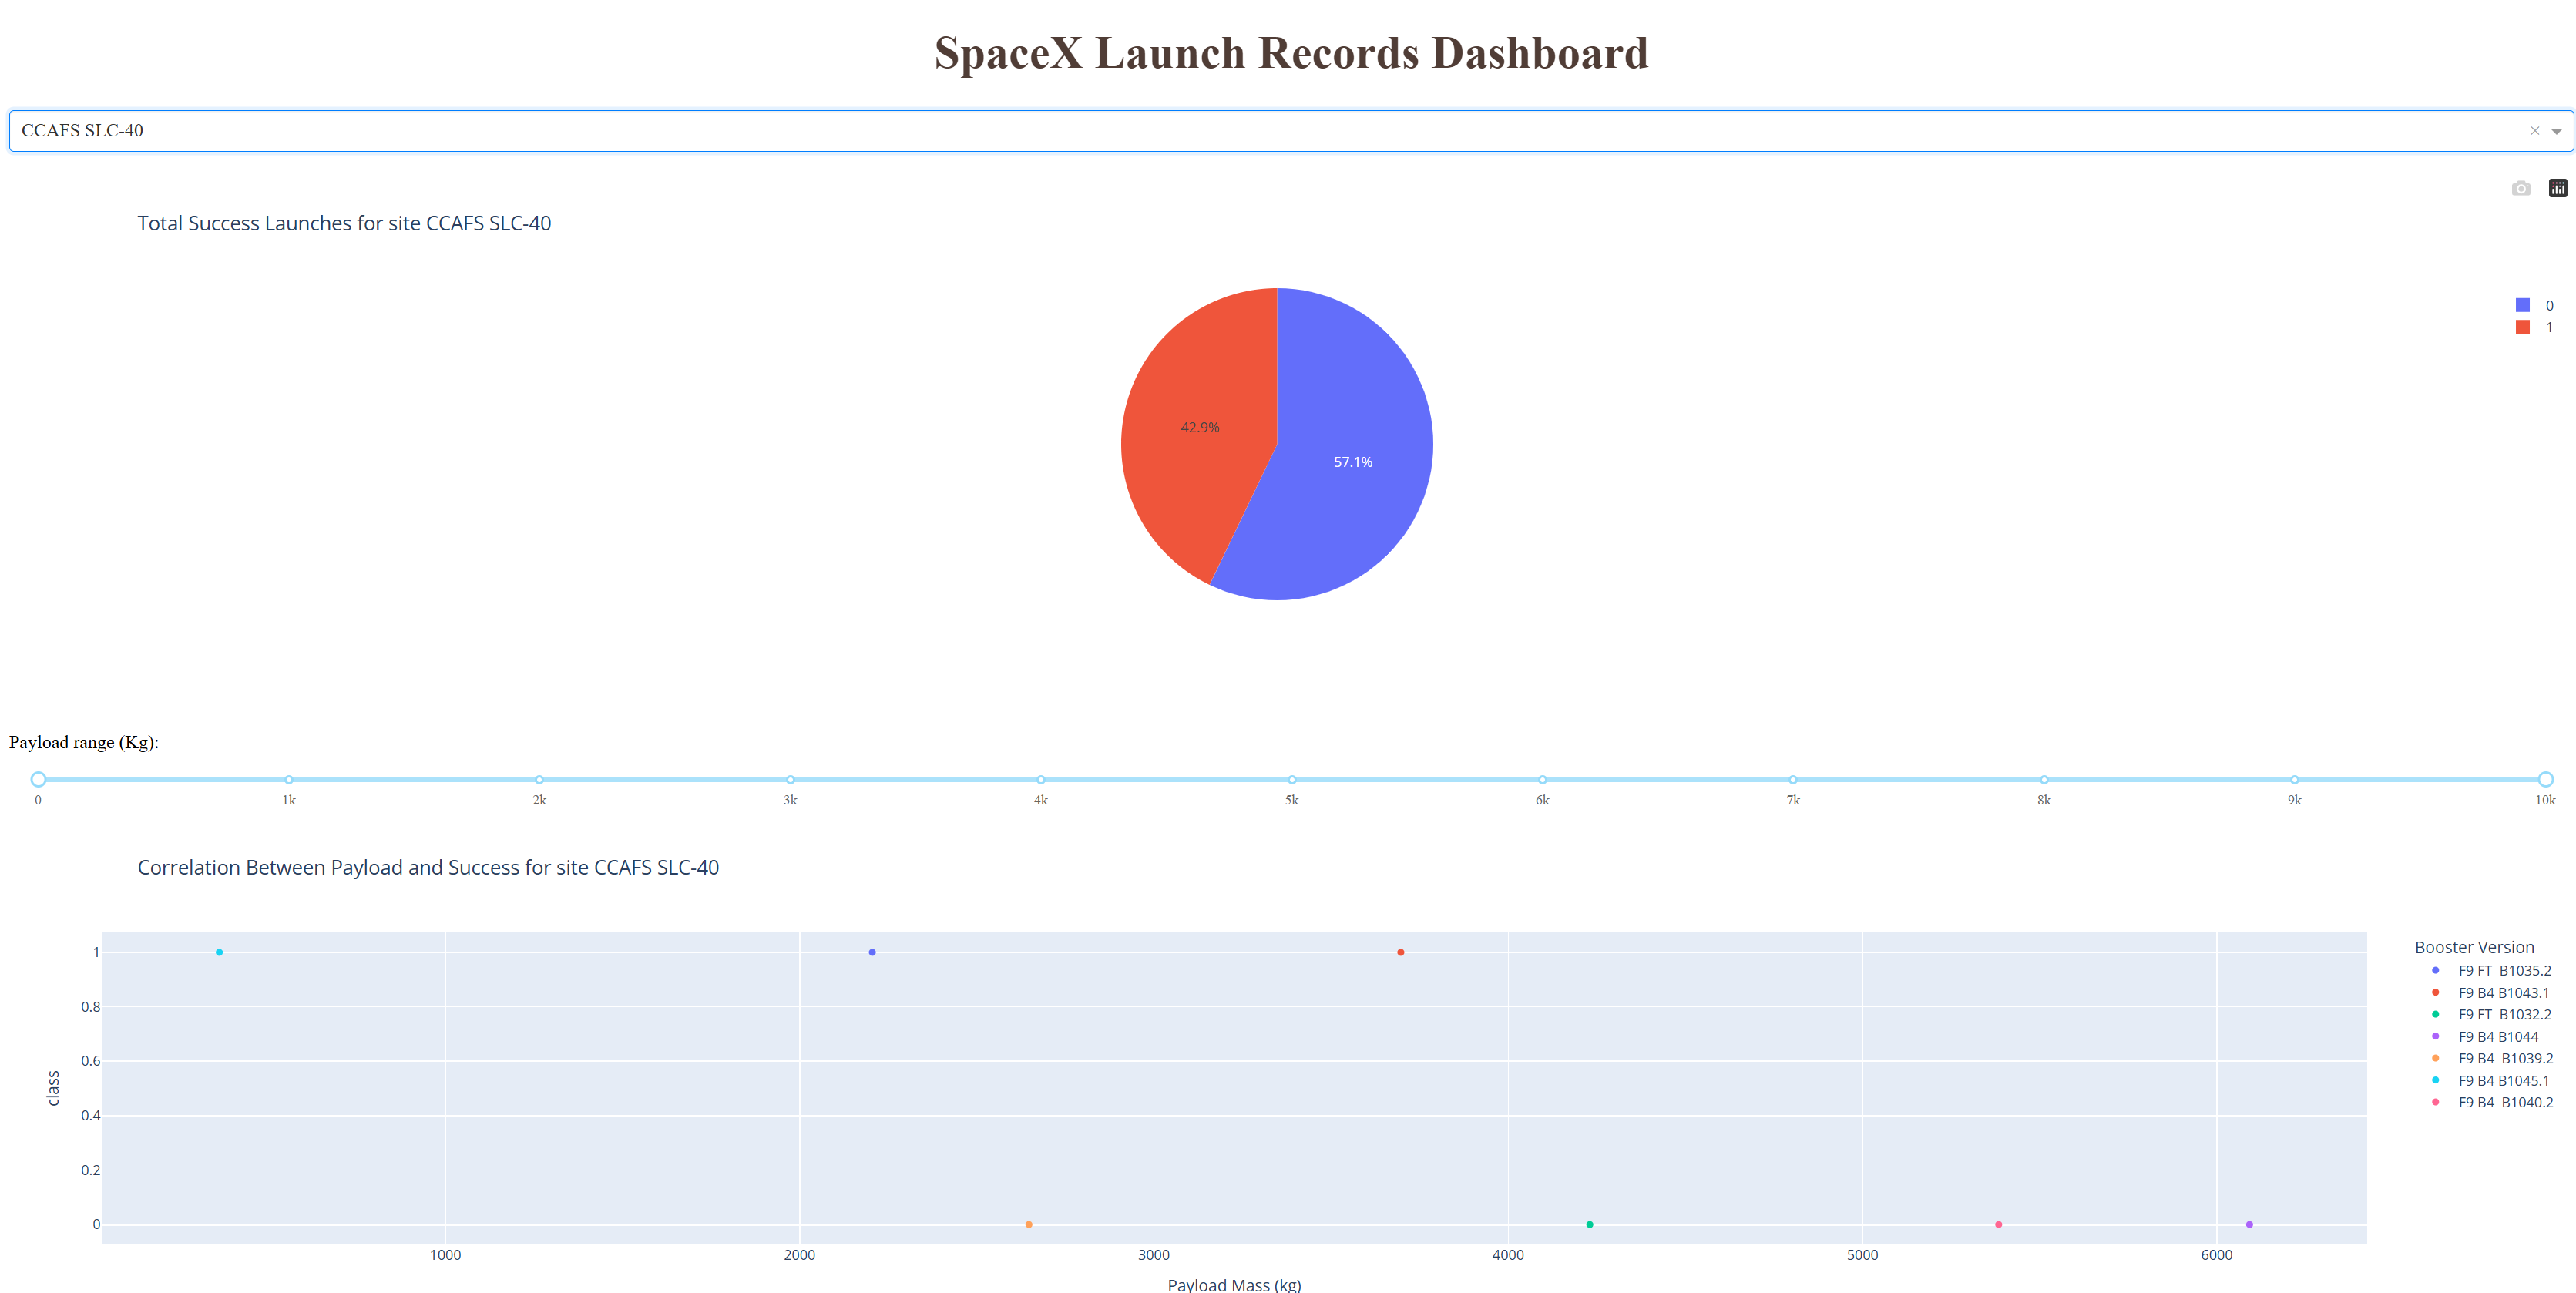 SpaceX Launch Records Dashboard
CCAFS SLC-40
×
Total Success Launches for site CCAFS SLC-40
0
1
42.9%
57.1%
Payload range (Kg):
0 1k 2k 3k 4k 5k 6k 7k 8k 9k 10k
Correlation Between Payload and Success for site CCAFS SLC-40
1
0.8
0.6
0.4
0.2
0
class
1000 2000 3000 4000 5000 6000
Payload Mass (kg)
Booster Version
F9 FT  B1035.2
F9 B4 B1043.1
F9 FT  B1032.2
F9 B4 B1044
F9 B4  B1039.2
F9 B4 B1045.1
F9 B4  B1040.2